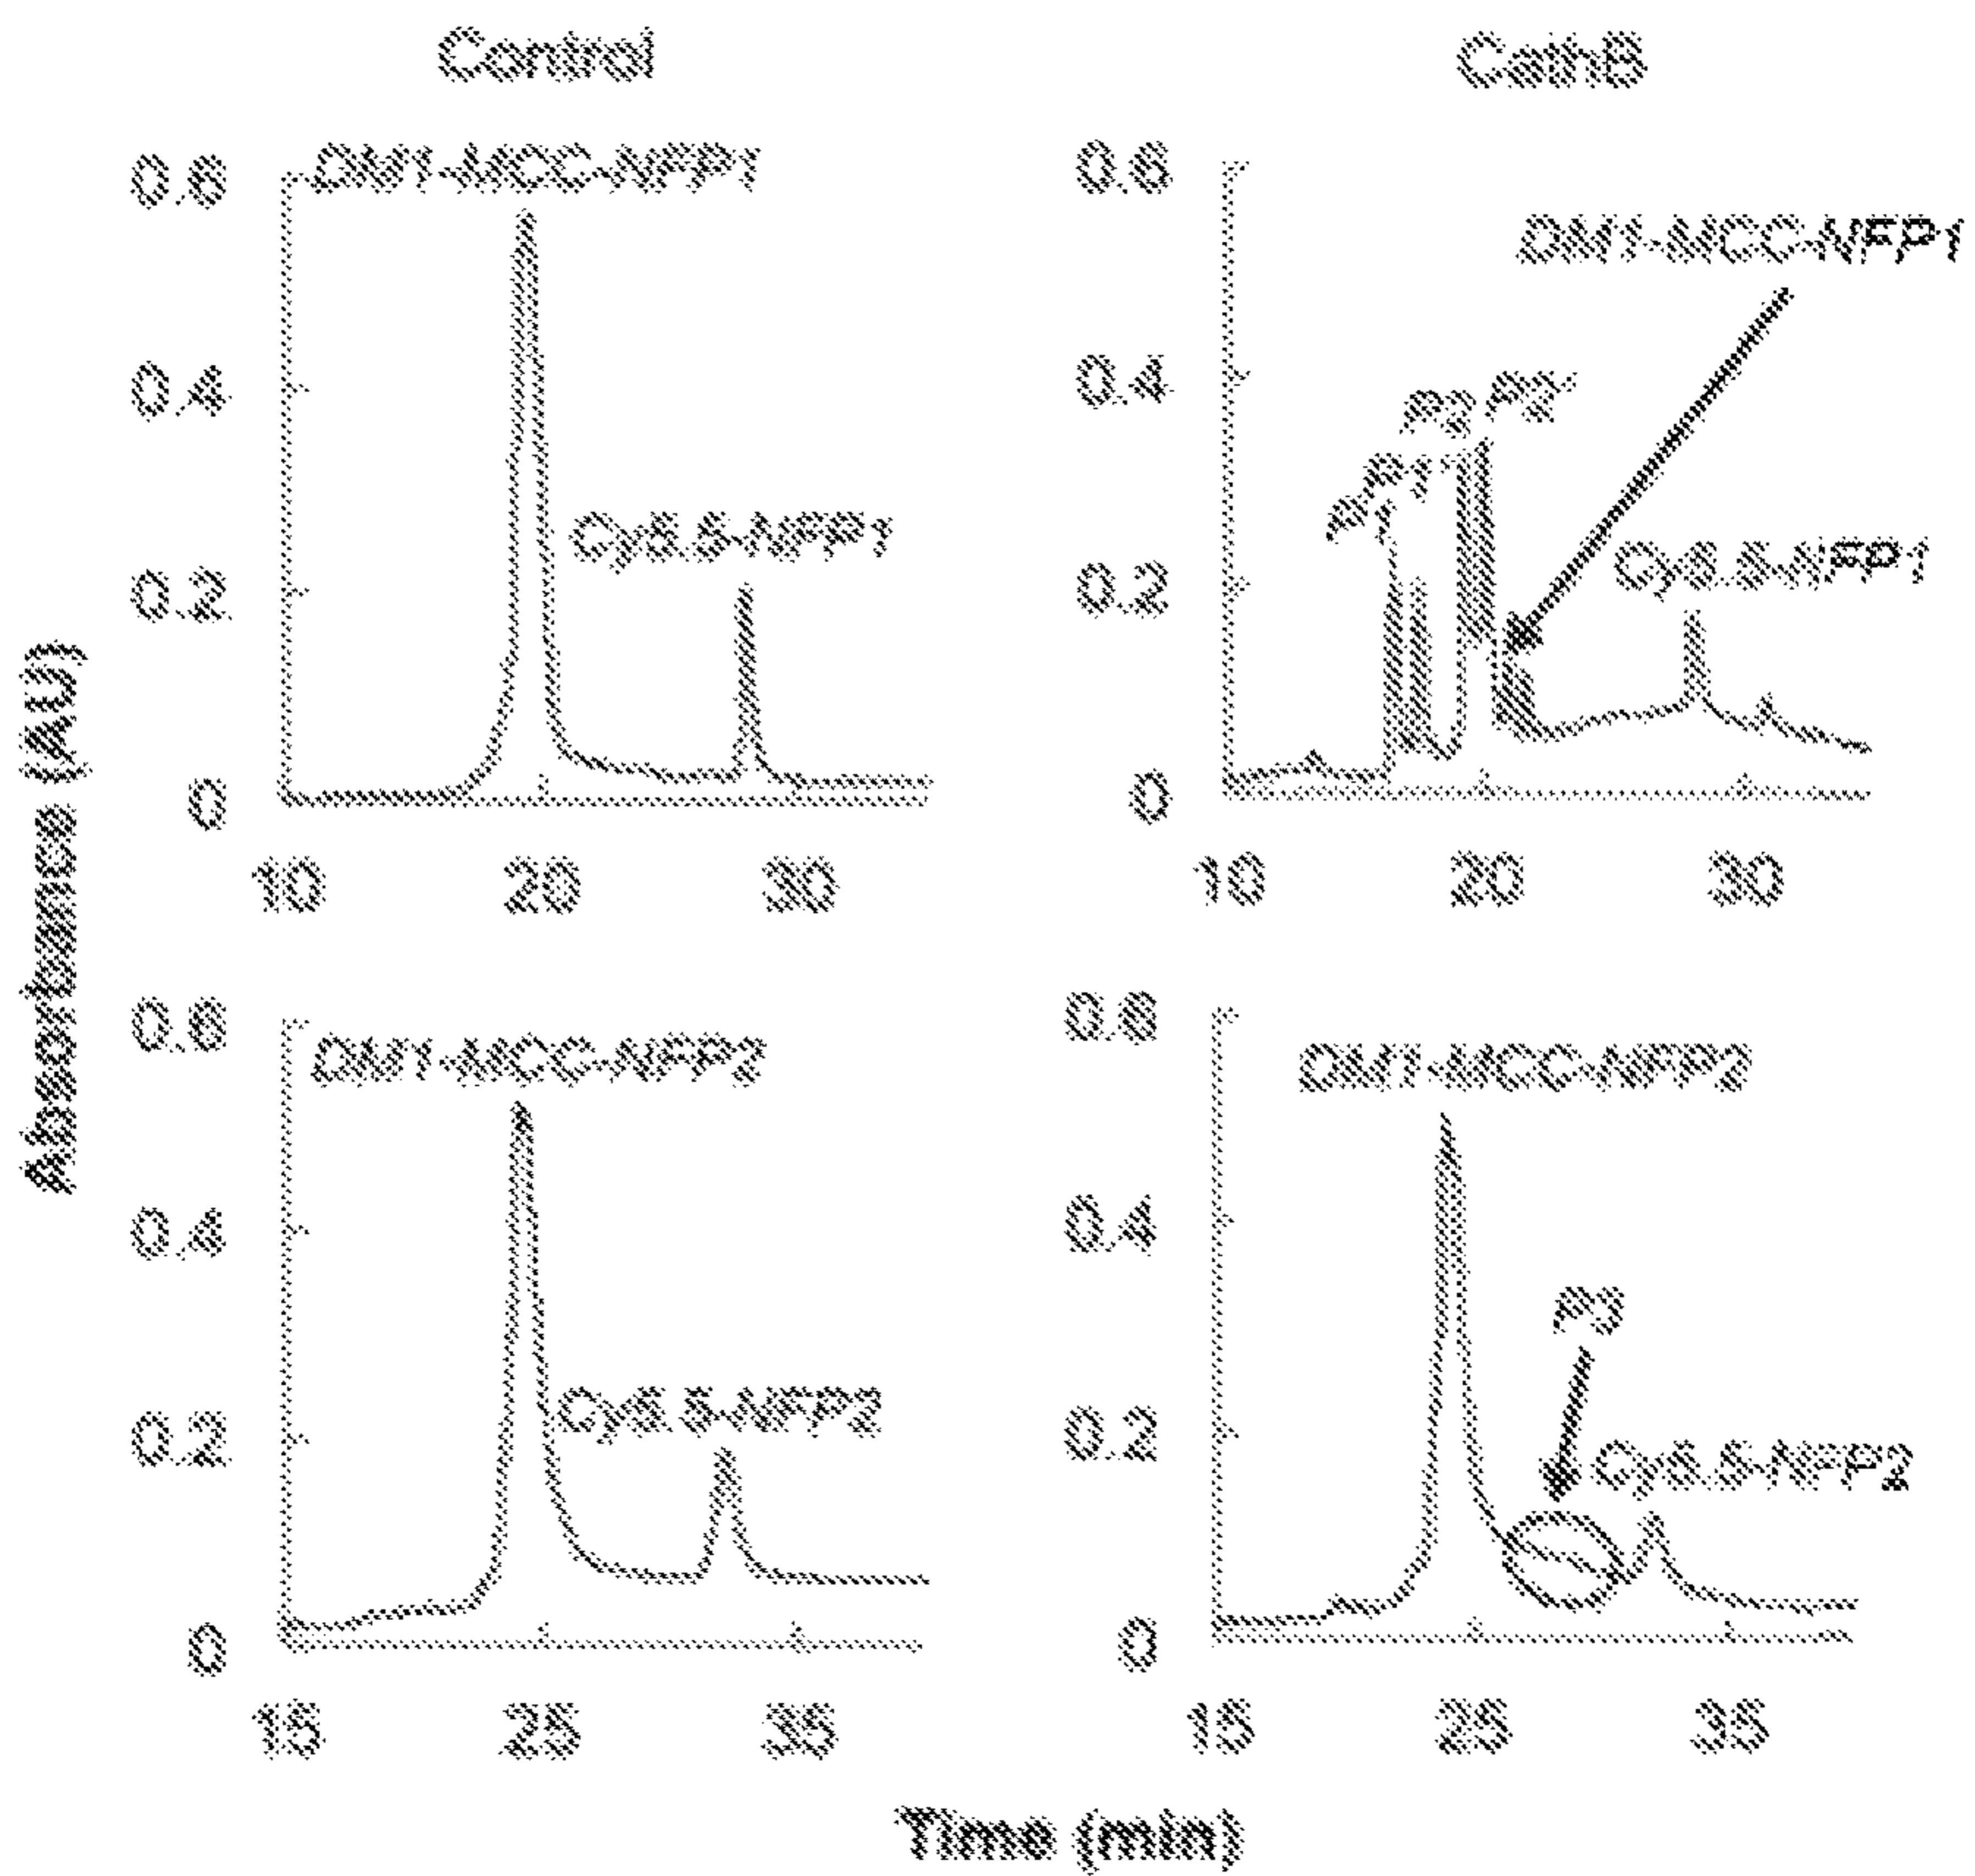 Control
CathB
0.6
DM1-MCC-NFP1
0.4
Cy5.5-NFP1
0.2
0
10 20 30
0.6
DM1-MCC-NFP1
0.4
P2 P2'
P1 P1'
Cy5.5-NFP1
0.2
0
10 20 30
Absorbance (AU)
0.6
DM1-MCC-NFP2
0.4
Cy5.5-NFP2
0.2
0
15 25 35
0.6
DM1-MCC-NFP2
0.4
P3
0.2
Cy5.5-NFP2
0
15 25 35
Time (min)